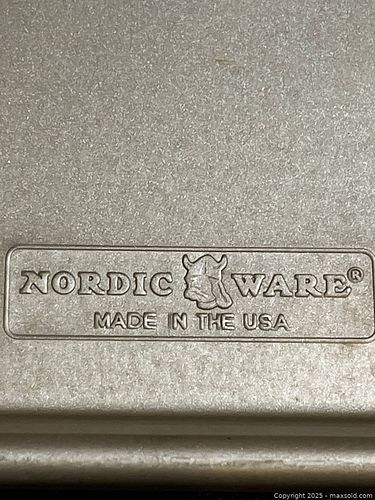 NORDIC WARE®
MADE IN THE USA
Copyright 2025 - maxsold.com